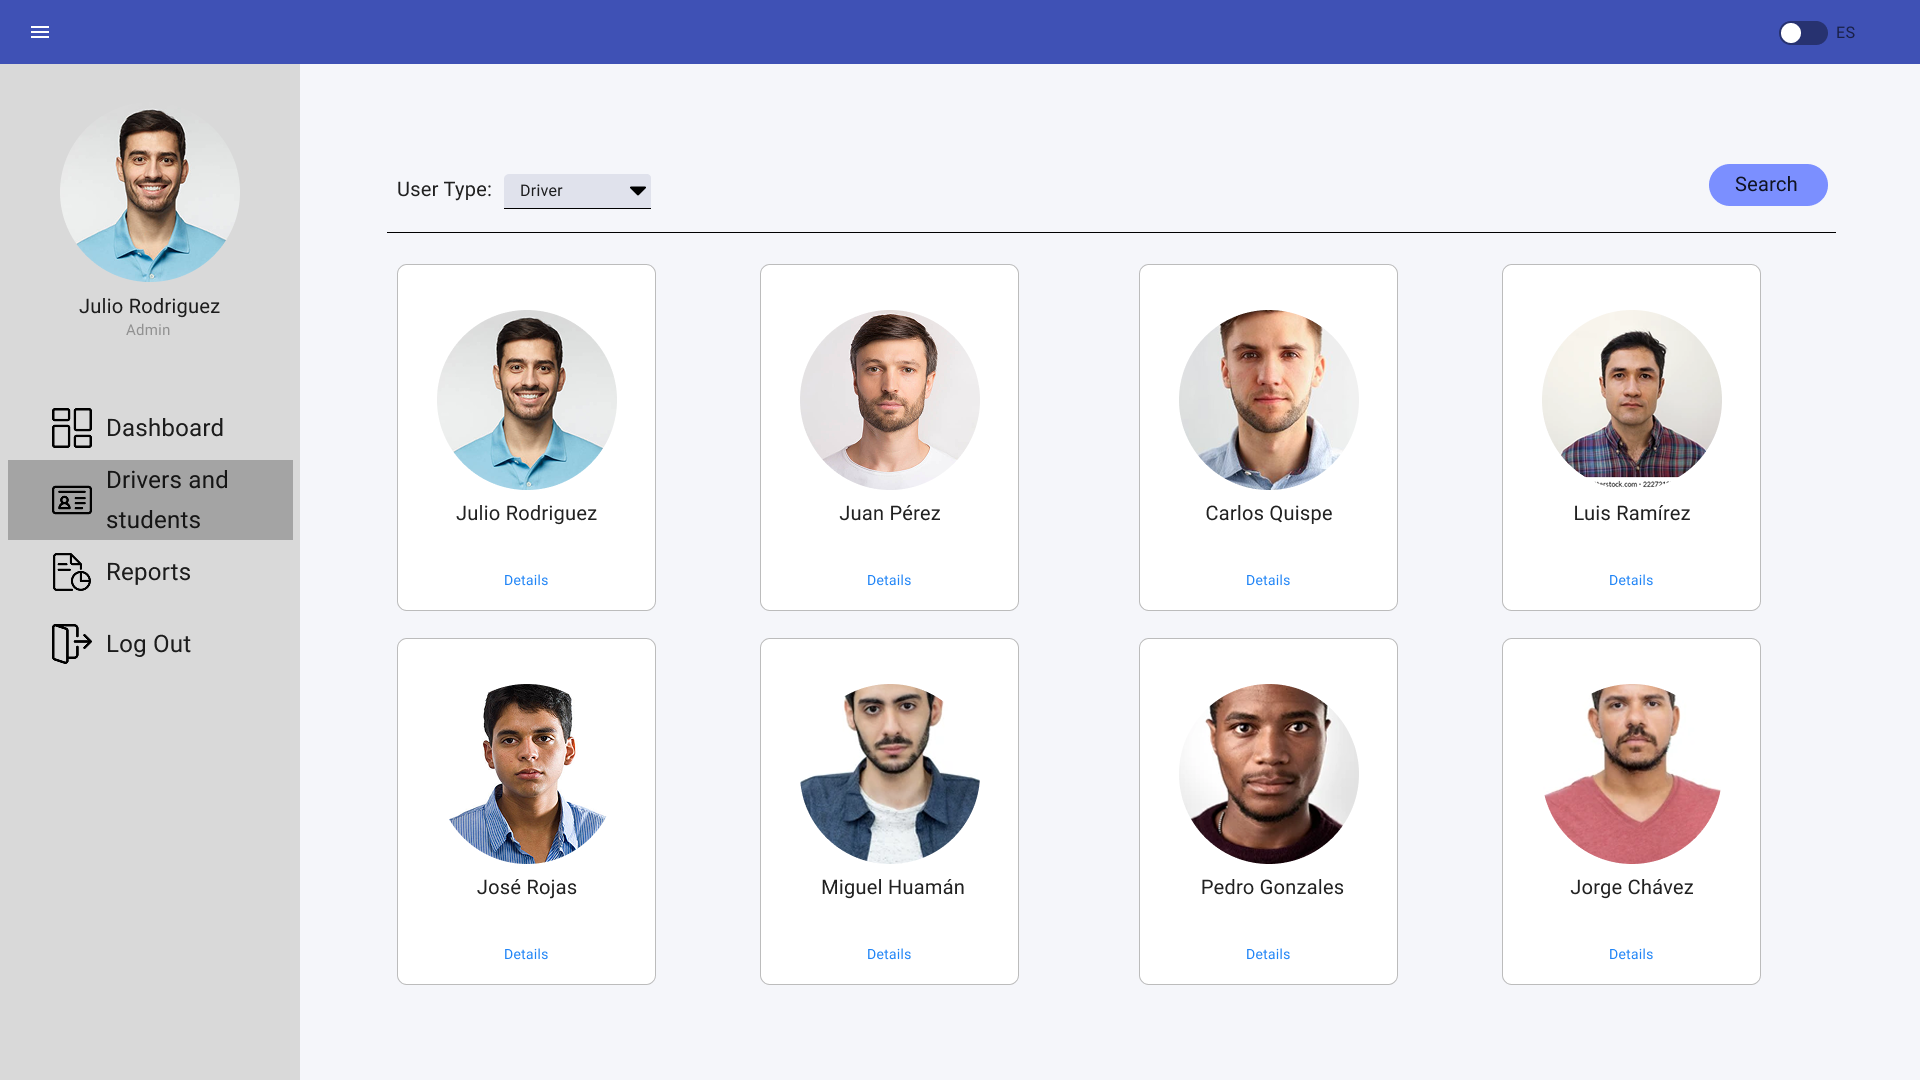 ES
Julio Rodriguez
Admin
Dashboard
Drivers and
students
Reports
Log Out
User Type: Driver
Search
Julio Rodriguez
Details
Juan Pérez
Details
Carlos Quispe
Details
Luis Ramírez
Details
José Rojas
Details
Miguel Huamán
Details
Pedro Gonzales
Details
Jorge Chávez
Details